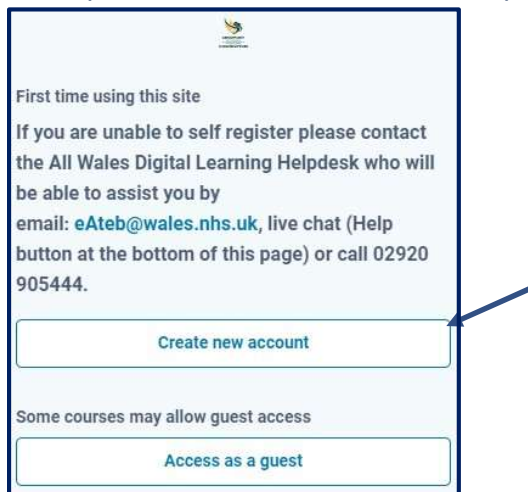 First time using this site
If you are unable to self register please contact
the All Wales Digital Learning Helpdesk who will
be able to assist you by
email: eAteb@wales.nhs.uk, live chat (Help
button at the bottom of this page) or call 02920
905444.
Create new account
Some courses may allow guest access
Access as a guest